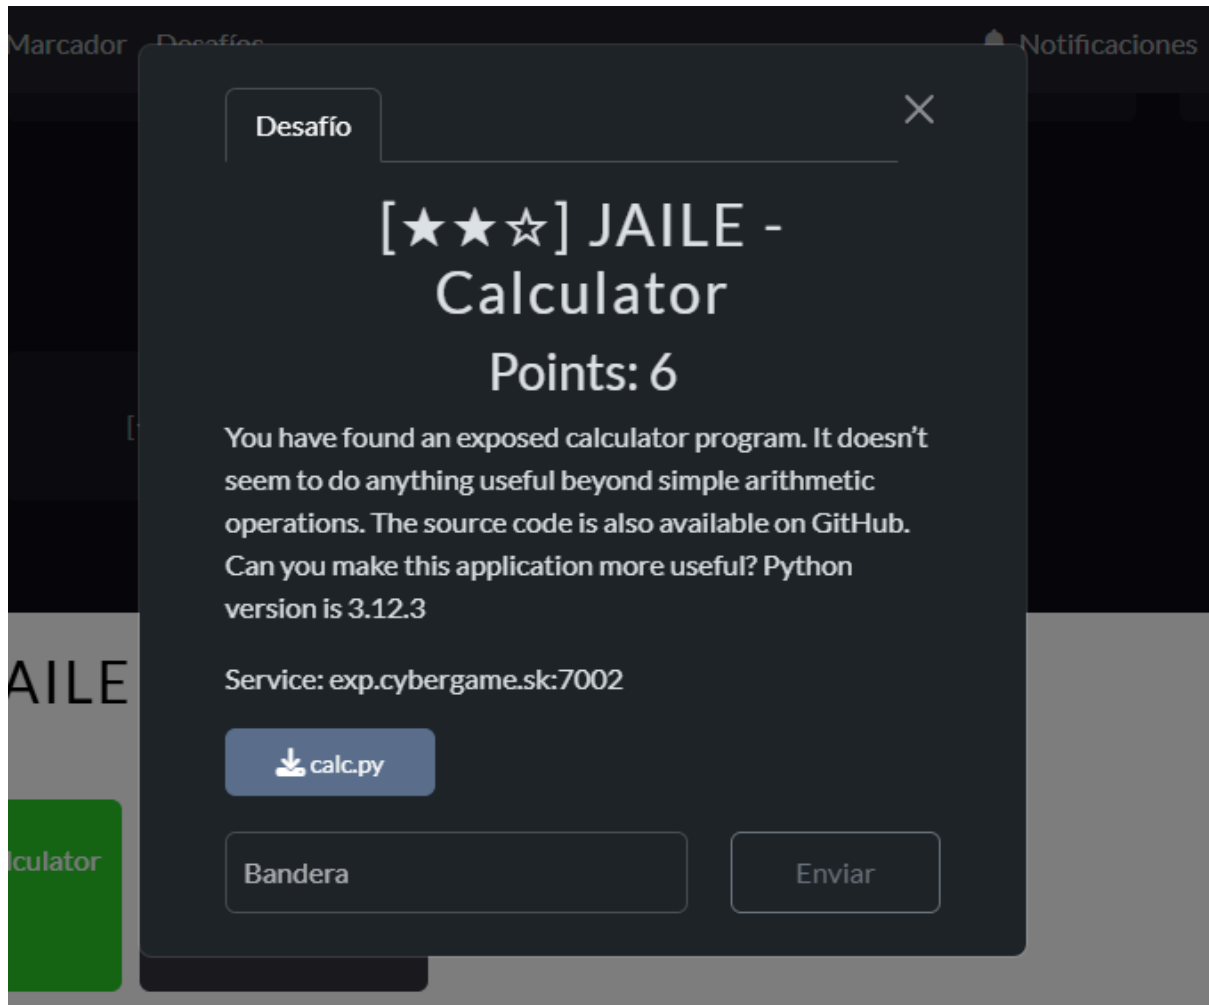 Marcador Desafíos Notificaciones
Desafío
[★★☆] JAILE -
Calculator
Points: 6
You have found an exposed calculator program. It doesn't
seem to do anything useful beyond simple arithmetic
operations. The source code is also available on GitHub.
Can you make this application more useful? Python
version is 3.12.3
AILE
Service: exp.cybergame.sk:7002
calc.py
lculator
Bandera Enviar